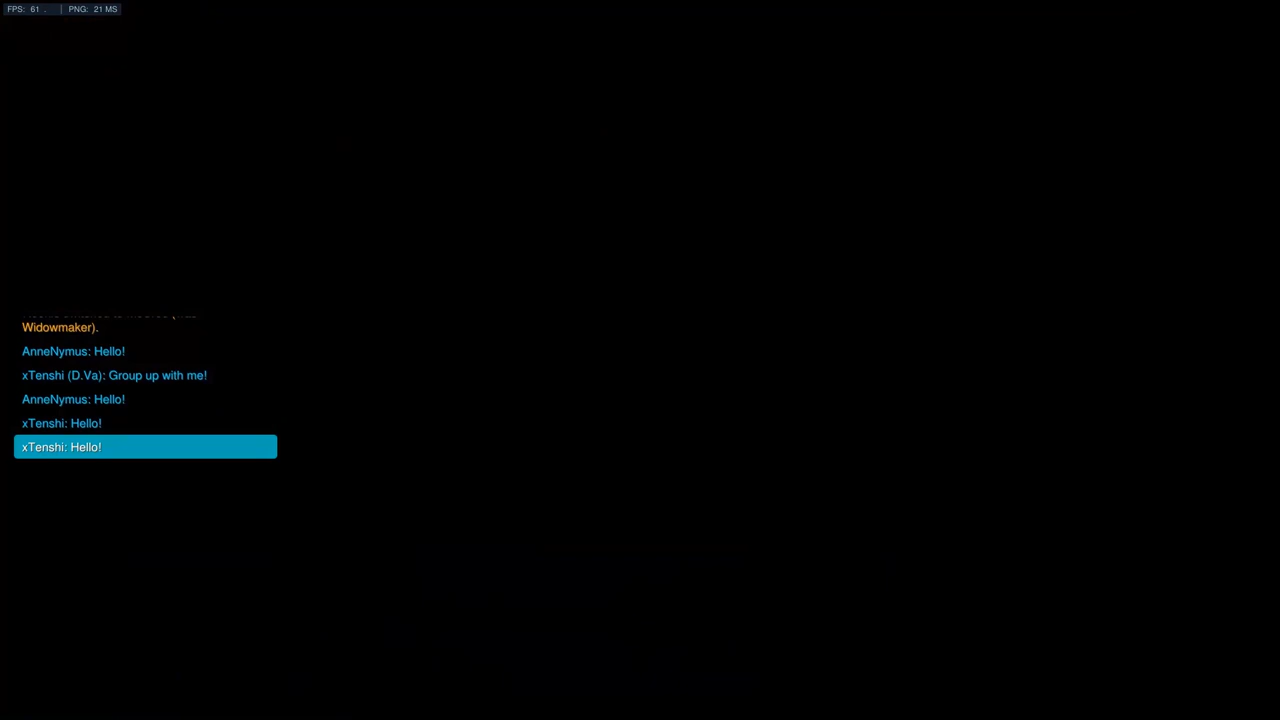 FPS: 61 . | PNG: 21 MS
Widowmaker).
AnneNymus: Hello!
xTenshi (D.Va): Group up with me!
AnneNymus: Hello!
xTenshi: Hello!
xTenshi: Hello!